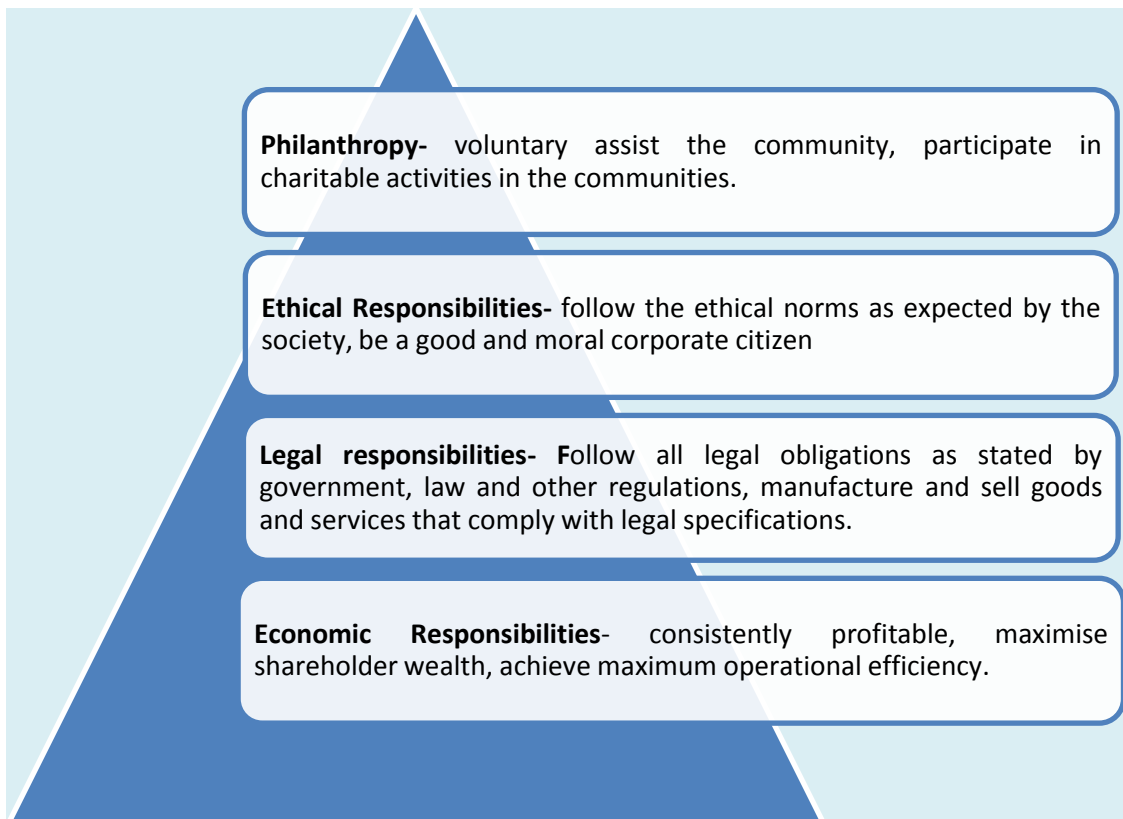 Philanthropy- voluntary assist the community, participate in
charitable activities in the communities.
Ethical Responsibilities- follow the ethical norms as expected by the
society, be a good and moral corporate citizen
Legal responsibilities- Follow all legal obligations as stated by
government, law and other regulations, manufacture and sell goods
and services that comply with legal specifications.
Economic Responsibilities- consistently profitable, maximise
shareholder wealth, achieve maximum operational efficiency.